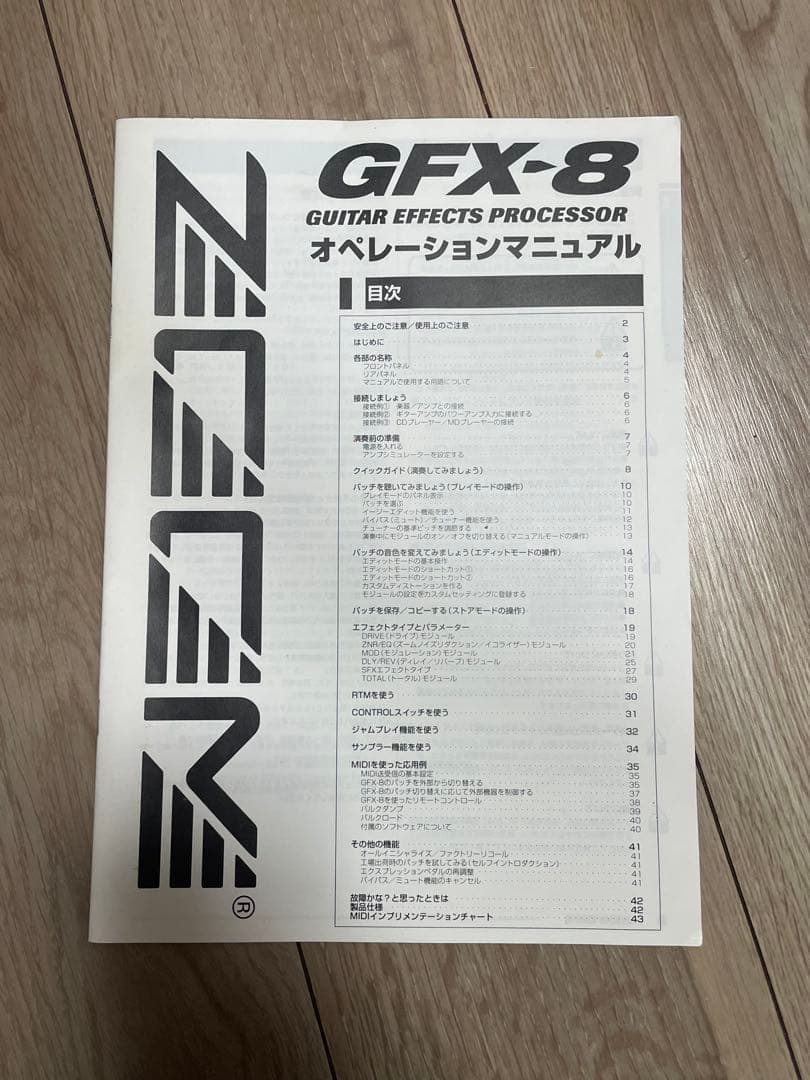 ZOOM®
GFX-8
GUITAR EFFECTS PROCESSOR
オペレーションマニュアル
目次
安全上のご注意／使用上のご注意 2
はじめに 3
各部の名称 4
フロントパネル 4
リアパネル 4
マニュアルで使用する用語について 5
接続しましょう 6
接続例① 楽器／アンプとの接続 6
接続例② ギターアンプのパワーアンプ入力に接続する 6
接続例③ CDプレーヤー／MDプレーヤーの接続 6
演奏前の準備 7
電源を入れる 7
アンプシミュレーターを設定する 7
クイックガイド（演奏してみましょう） 8
パッチを聴いてみましょう（プレイモードの操作） 10
プレイモードのパネル表示 10
パッチを選ぶ 10
イージーエディット機能を使う 11
バイパス（ミュート）／チューナー機能を使う 12
チューナーの基準ピッチを調節する 13
演奏中にモジュールのオン／オフを切り替える（マニュアルモードの操作） 13
パッチの音色を変えてみましょう（エディットモードの操作） 14
エディットモードの基本操作 14
エディットモードのショートカット① 16
エディットモードのショートカット② 16
カスタムディストーションを作る 17
モジュールの設定をカスタムセッティングに登録する 18
パッチを保存／コピーする（ストアモードの操作） 18
エフェクトタイプとパラメーター 19
DRIVE（ドライブ）モジュール 19
ZNR/EQ（ズームノイズリダクション／イコライザー）モジュール 20
MOD（モジュレーション）モジュール 21
DLY/REV（ディレイ／リバーブ）モジュール 25
SFXエフェクトタイプ 27
TOTAL（トータル）モジュール 29
RTMを使う 30
CONTROLスイッチを使う 31
ジャムプレイ機能を使う 32
サンプラー機能を使う 34
MIDIを使った応用例 35
MIDI送受信の基本設定 35
GFX-8のパッチを外部から切り替える 35
GFX-8のパッチ切り替えに応じて外部機器を制御する 37
GFX-8を使ったリモートコントロール 38
バルクダンプ 39
バルクロード 40
付属のソフトウェアについて 40
その他の機能 41
オールイニシャライズ／ファクトリーリコール 41
工場出荷時のパッチを試してみる（セルフイントロダクション） 41
エクスプレッションペダルの再調整 41
バイパス／ミュート機能のキャンセル 41
故障かな？と思ったときは 42
製品仕様 42
MIDIインプリメンテーションチャート 43